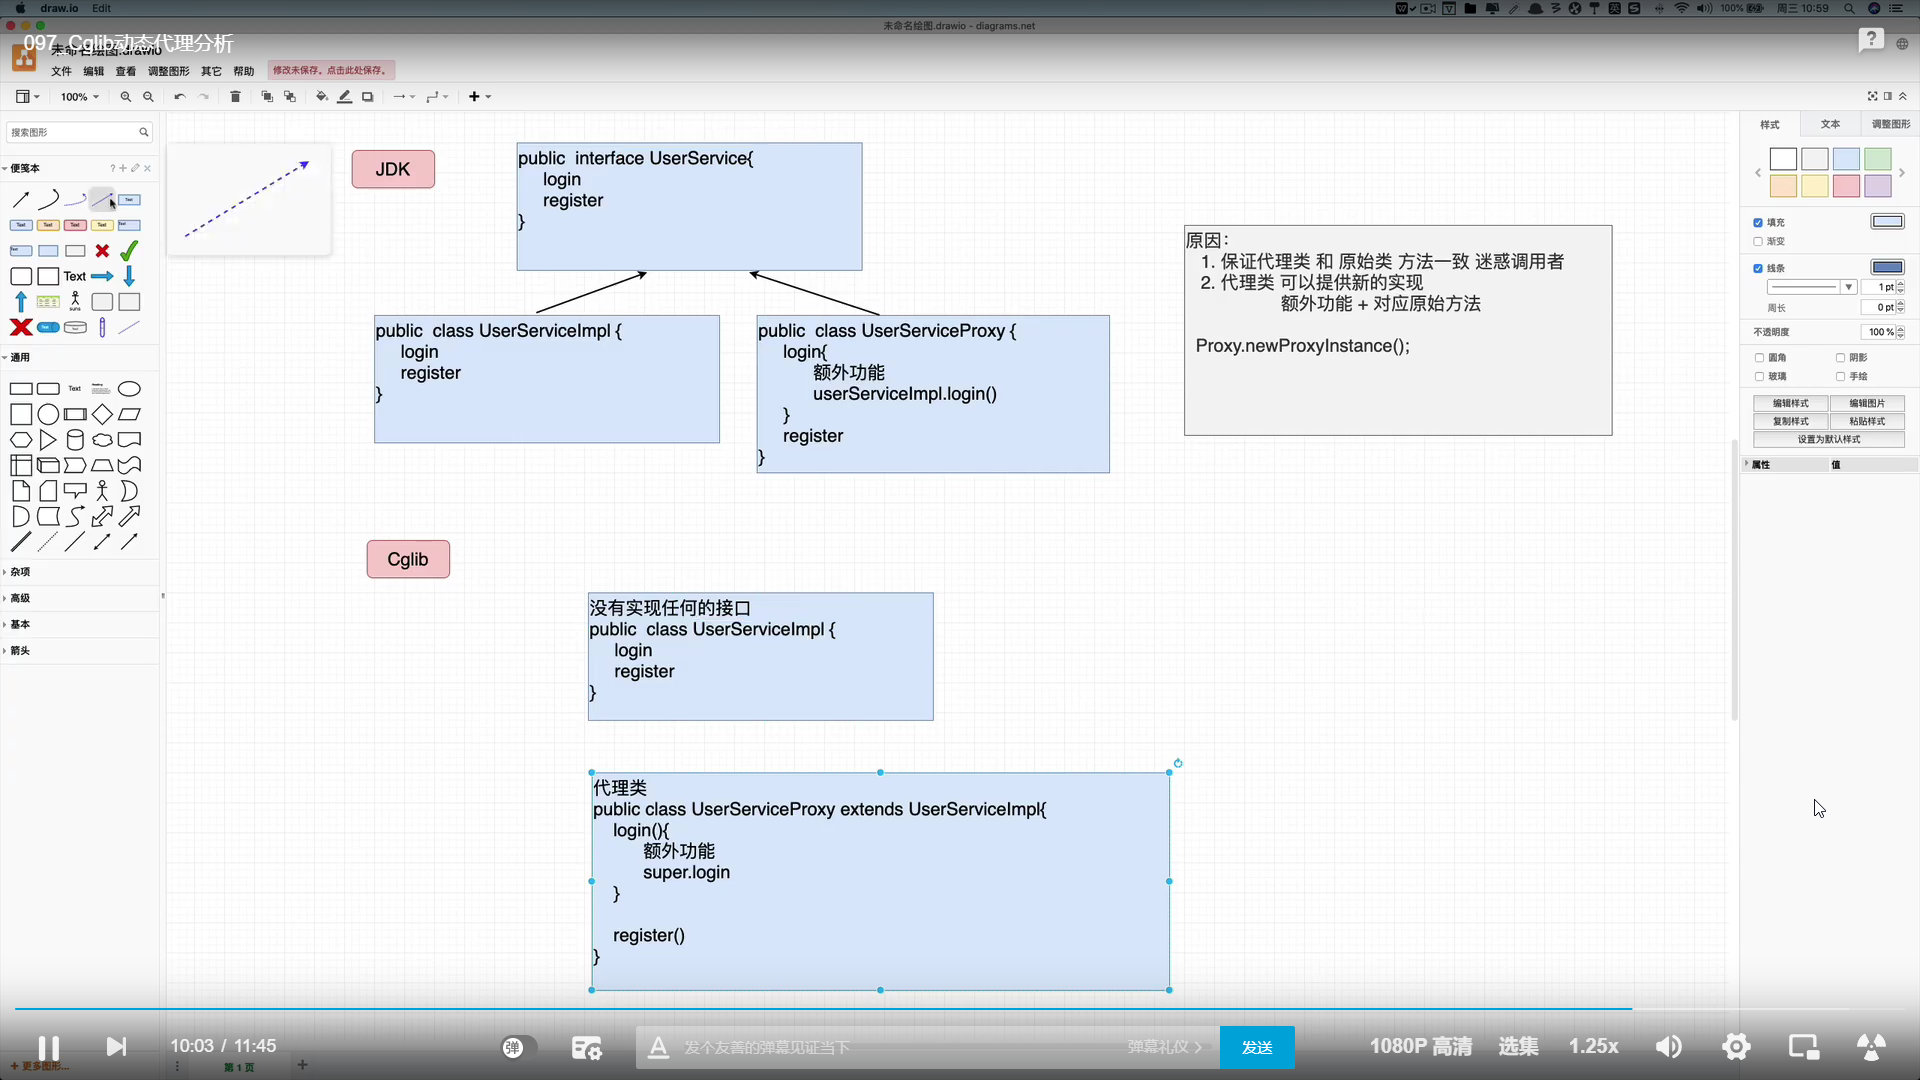 draw.io Edit
100% 周三 10:59
未命名绘图.drawio - diagrams.net
097_Cglib动态代理分析
未命名绘图.drawio
文件 编辑 查看 调整图形 其它 帮助 修改未保存。点击此处保存。
100%
搜索图形
便笺本
Text
Text Text Text Text Text
Text
Text
通用
Text
杂项
高级
基本
箭头
+ 更多图形...
JDK
public interface UserService{
login
register
}
public class UserServiceImpl {
login
register
}
public class UserServiceProxy {
login{
额外功能
userServiceImpl.login()
}
register
}
原因：
1. 保证代理类 和 原始类 方法一致 迷惑调用者
2. 代理类 可以提供新的实现
额外功能 + 对应原始方法
Proxy.newProxyInstance();
Cglib
没有实现任何的接口
public class UserServiceImpl {
login
register
}
代理类
public class UserServiceProxy extends UserServiceImpl{
login(){
额外功能
super.login
}
register()
}
样式 文本 调整图形
填充
渐变
线条
1 pt
周长 0 pt
不透明度 100 %
圆角 阴影
玻璃 手绘
编辑样式 编辑图片
复制样式 粘贴样式
设置为默认样式
属性 值
10:03 / 11:45
弹
发个友善的弹幕见证当下 弹幕礼仪 发送
1080P 高清 选集 1.25x
第 1 页